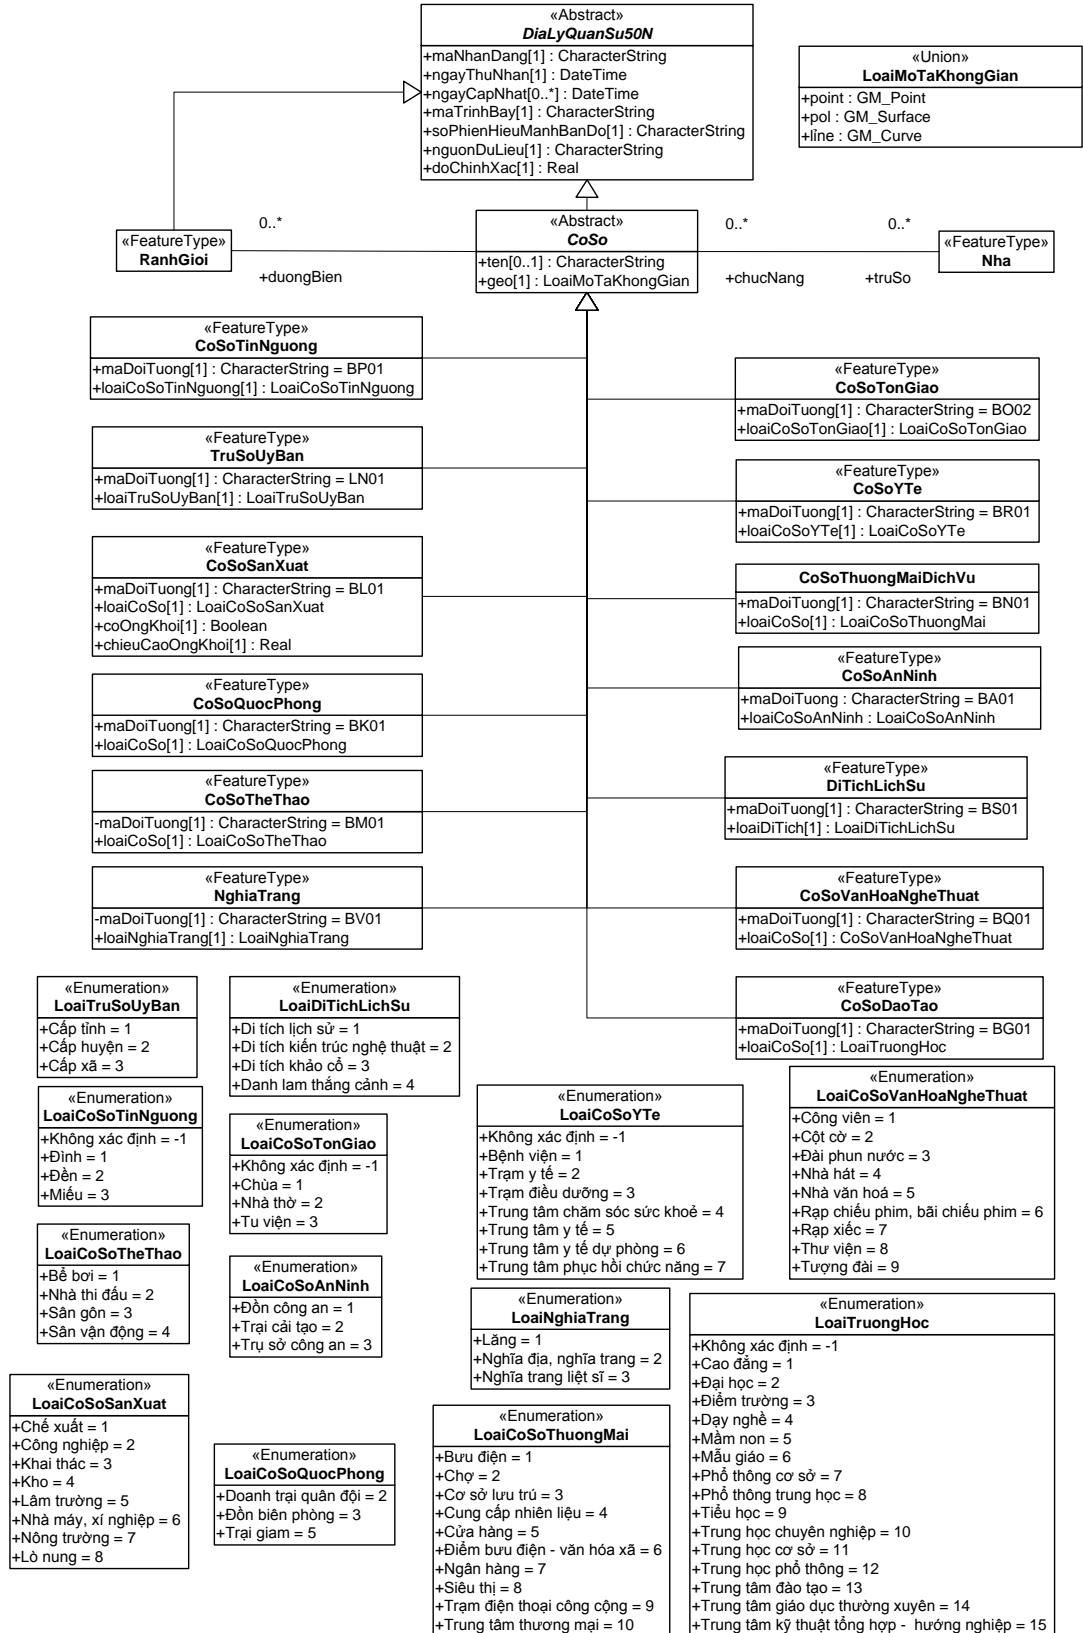 «Abstract»
DiaLyQuanSu50N
+maNhanDang[1] : CharacterString
+ngayThuNhan[1] : DateTime
+ngayCapNhat[0..*] : DateTime
+maTrinhBay[1] : CharacterString
+soPhienHieuManhBanDo[1] : CharacterString
+nguonDuLieu[1] : CharacterString
+doChinhXac[1] : Real
«Union»
LoaiMoTaKhongGian
+point : GM_Point
+pol : GM_Surface
+line : GM_Curve
«FeatureType»
RanhGioi
0..*
+duongBien
«Abstract»
CoSo
+ten[0..1] : CharacterString
+geo[1] : LoaiMoTaKhongGian
0..*
+chucNang
0..*
+truSo
«FeatureType»
Nha
«FeatureType»
CoSoTinNguong
+maDoiTuong[1] : CharacterString = BP01
+loaiCoSoTinNguong[1] : LoaiCoSoTinNguong
«FeatureType»
CoSoTonGiao
+maDoiTuong[1] : CharacterString = BO02
+loaiCoSoTonGiao[1] : LoaiCoSoTonGiao
«FeatureType»
TruSoUyBan
+maDoiTuong[1] : CharacterString = LN01
+loaiTruSoUyBan[1] : LoaiTruSoUyBan
«FeatureType»
CoSoYTe
+maDoiTuong[1] : CharacterString = BR01
+loaiCoSoYTe[1] : LoaiCoSoYTe
«FeatureType»
CoSoSanXuat
+maDoiTuong[1] : CharacterString = BL01
+loaiCoSo[1] : LoaiCoSoSanXuat
+coOngKhoi[1] : Boolean
+chieuCaoOngKhoi[1] : Real
CoSoThuongMaiDichVu
+maDoiTuong[1] : CharacterString = BN01
+loaiCoSo[1] : LoaiCoSoThuongMai
«FeatureType»
CoSoAnNinh
+maDoiTuong : CharacterString = BA01
+loaiCoSoAnNinh : LoaiCoSoAnNinh
«FeatureType»
CoSoQuocPhong
+maDoiTuong[1] : CharacterString = BK01
+loaiCoSo[1] : LoaiCoSoQuocPhong
«FeatureType»
DiTichLichSu
+maDoiTuong[1] : CharacterString = BS01
+loaiDiTich[1] : LoaiDiTichLichSu
«FeatureType»
CoSoTheThao
-maDoiTuong[1] : CharacterString = BM01
+loaiCoSo[1] : LoaiCoSoTheThao
«FeatureType»
NghiaTrang
-maDoiTuong[1] : CharacterString = BV01
+loaiNghiaTrang[1] : LoaiNghiaTrang
«FeatureType»
CoSoVanHoaNgheThuat
+maDoiTuong[1] : CharacterString = BQ01
+loaiCoSo[1] : CoSoVanHoaNgheThuat
«FeatureType»
CoSoDaoTao
+maDoiTuong[1] : CharacterString = BG01
+loaiCoSo[1] : LoaiTruongHoc
«Enumeration»
LoaiTruSoUyBan
+Cấp tỉnh = 1
+Cấp huyện = 2
+Cấp xã = 3
«Enumeration»
LoaiDiTichLichSu
+Di tích lịch sử = 1
+Di tích kiến trúc nghệ thuật = 2
+Di tích khảo cổ = 3
+Danh lam thắng cảnh = 4
«Enumeration»
LoaiCoSoTinNguong
+Không xác định = -1
+Đình = 1
+Đền = 2
+Miếu = 3
«Enumeration»
LoaiCoSoTonGiao
+Không xác định = -1
+Chùa = 1
+Nhà thờ = 2
+Tu viện = 3
«Enumeration»
LoaiCoSoYTe
+Không xác định = -1
+Bệnh viện = 1
+Trạm y tế = 2
+Trạm điều dưỡng = 3
+Trung tâm chăm sóc sức khoẻ = 4
+Trung tâm y tế = 5
+Trung tâm y tế dự phòng = 6
+Trung tâm phục hồi chức năng = 7
«Enumeration»
LoaiCoSoVanHoaNgheThuat
+Công viên = 1
+Cột cờ = 2
+Đài phun nước = 3
+Nhà hát = 4
+Nhà văn hoá = 5
+Rạp chiếu phim, bãi chiếu phim = 6
+Rạp xiếc = 7
+Thư viện = 8
+Tượng đài = 9
«Enumeration»
LoaiCoSoTheThao
+Bể bơi = 1
+Nhà thi đấu = 2
+Sân gôn = 3
+Sân vận động = 4
«Enumeration»
LoaiCoSoAnNinh
+Đồn công an = 1
+Trại cải tạo = 2
+Trụ sở công an = 3
«Enumeration»
LoaiNghiaTrang
+Lăng = 1
+Nghĩa địa, nghĩa trang = 2
+Nghĩa trang liệt sĩ = 3
«Enumeration»
LoaiTruongHoc
+Không xác định = -1
+Cao đẳng = 1
+Đại học = 2
+Điểm trường = 3
+Dạy nghề = 4
+Mầm non = 5
+Mẫu giáo = 6
+Phổ thông cơ sở = 7
+Phổ thông trung học = 8
+Tiểu học = 9
+Trung học chuyên nghiệp = 10
+Trung học cơ sở = 11
+Trung học phổ thông = 12
+Trung tâm đào tạo = 13
+Trung tâm giáo dục thường xuyên = 14
+Trung tâm kỹ thuật tổng hợp - hướng nghiệp = 15
«Enumeration»
LoaiCoSoSanXuat
+Chế xuất = 1
+Công nghiệp = 2
+Khai thác = 3
+Kho = 4
+Lâm trường = 5
+Nhà máy, xí nghiệp = 6
+Nông trường = 7
+Lò nung = 8
«Enumeration»
LoaiCoSoQuocPhong
+Doanh trại quân đội = 2
+Đồn biên phòng = 3
+Trại giam = 5
«Enumeration»
LoaiCoSoThuongMai
+Bưu điện = 1
+Chợ = 2
+Cơ sở lưu trú = 3
+Cung cấp nhiên liệu = 4
+Cửa hàng = 5
+Điểm bưu điện - văn hóa xã = 6
+Ngân hàng = 7
+Siêu thị = 8
+Trạm điện thoại công cộng = 9
+Trung tâm thương mại = 10